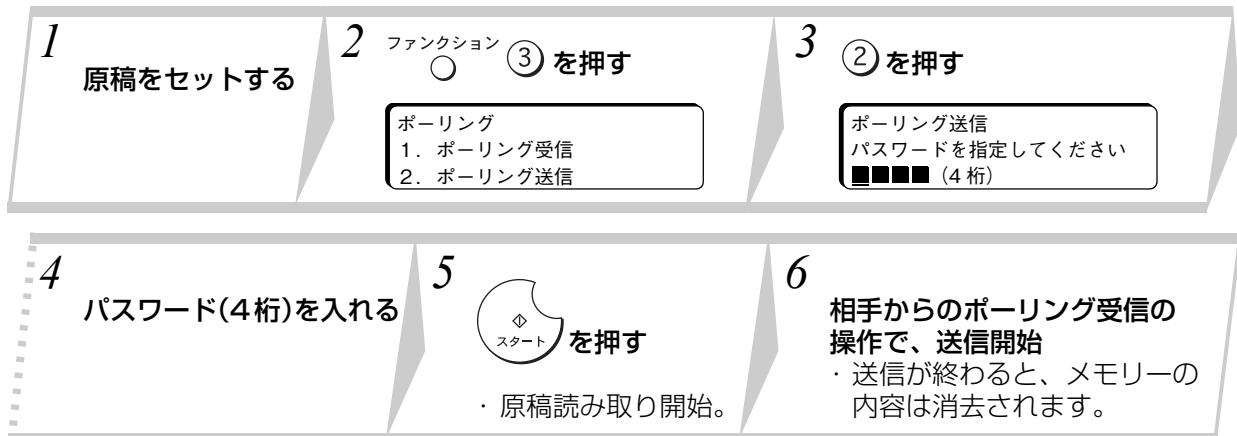 1
原稿をセットする
2
ファンクション 3 を押す
ポーリング
1. ポーリング受信
2. ポーリング送信
3
2 を押す
ポーリング送信
パスワードを指定してください
■■■■（4 桁）
4
パスワード(4桁)を入れる
5
スタート を押す
・原稿読み取り開始。
6
相手からのポーリング受信の
操作で、送信開始
・送信が終わると、メモリーの
内容は消去されます。